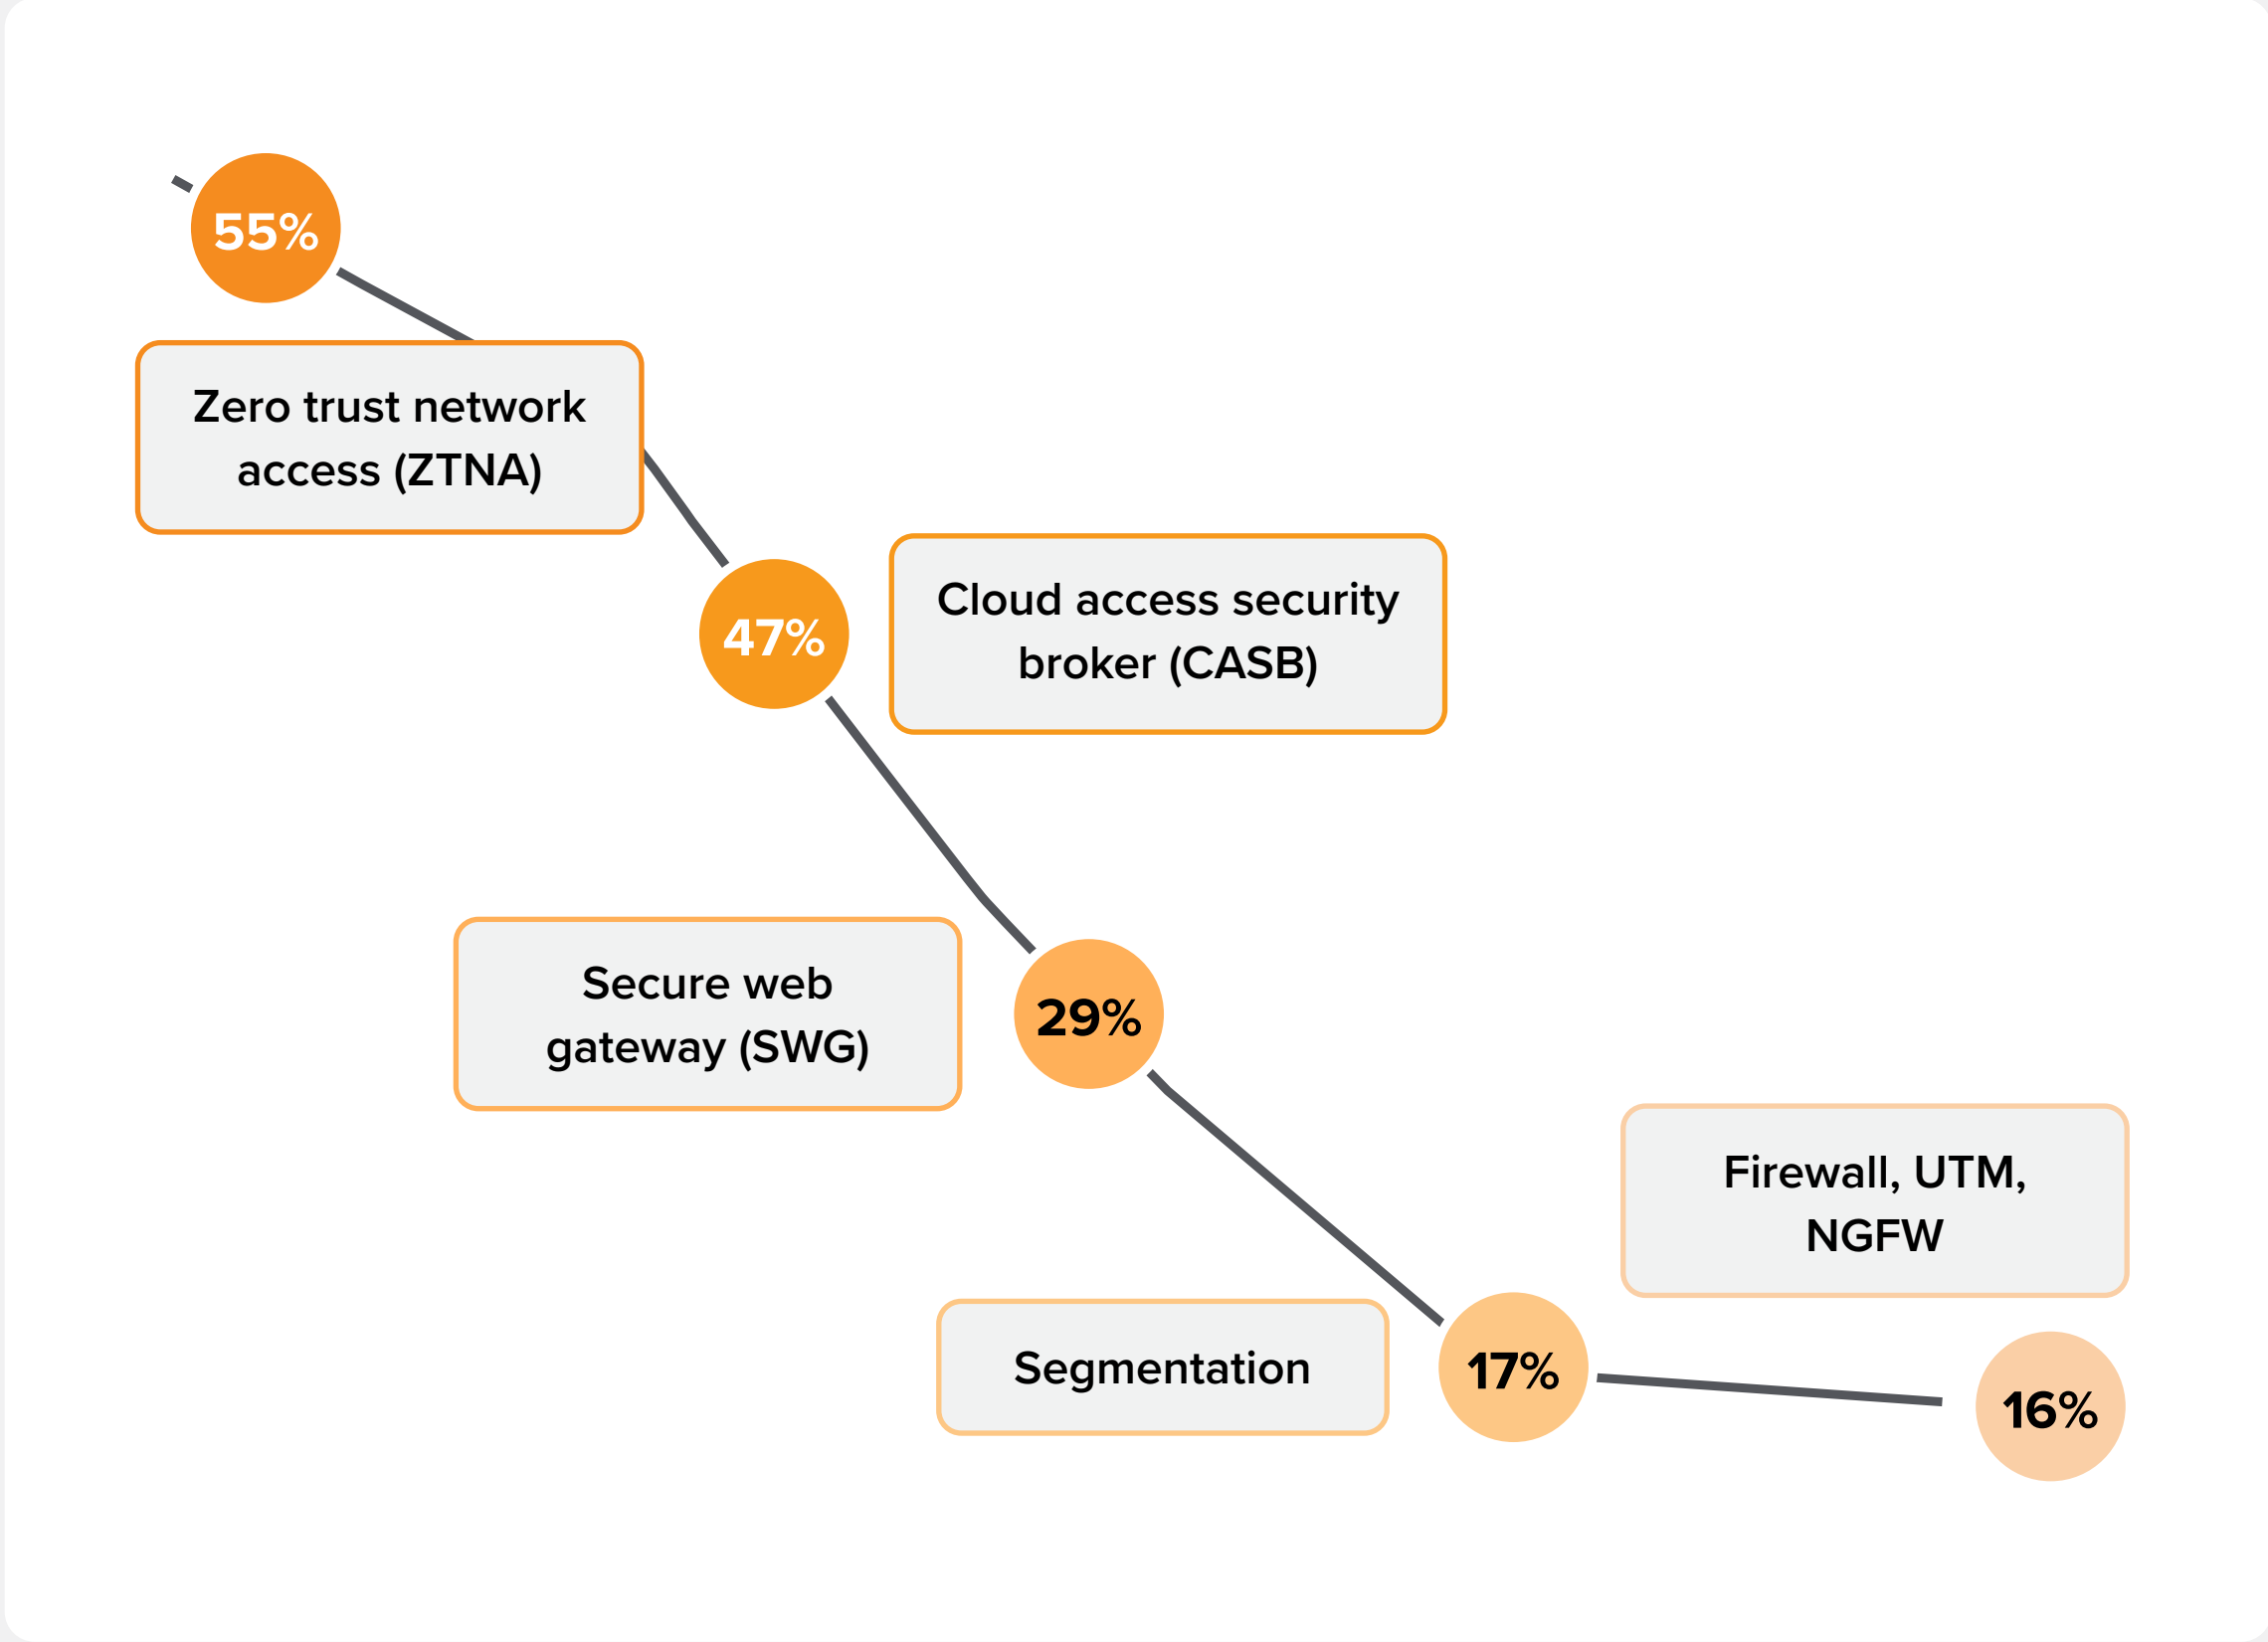 55%
Zero trust network
access (ZTNA)
47%
Cloud access security
broker (CASB)
29%
Secure web
gateway (SWG)
17%
Segmentation
Firewall, UTM,
NGFW
16%